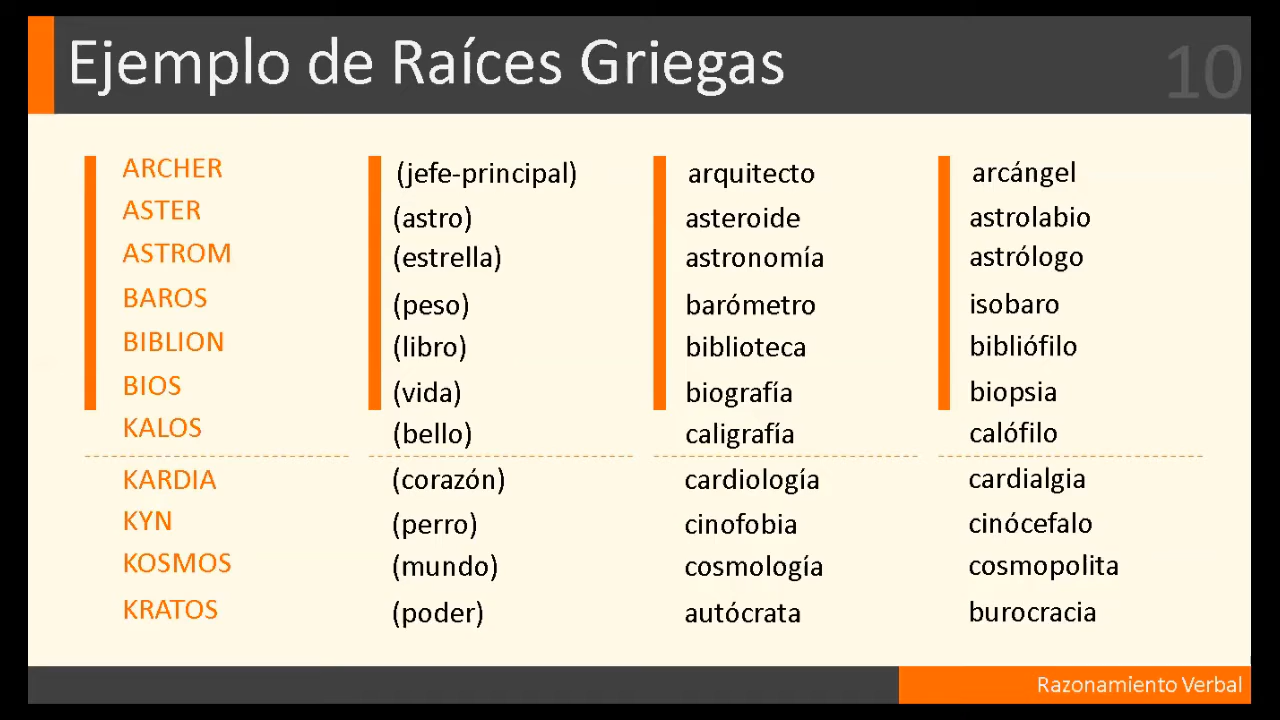 Ejemplo de Raíces Griegas
10
ARCHER (jefe-principal) arquitecto arcángel
ASTER (astro) asteroide astrolabio
ASTROM (estrella) astronomía astrólogo
BAROS (peso) barómetro isobaro
BIBLION (libro) biblioteca bibliófilo
BIOS (vida) biografía biopsia
KALOS (bello) caligrafía calófilo
KARDIA (corazón) cardiología cardialgia
KYN (perro) cinofobia cinócefalo
KOSMOS (mundo) cosmología cosmopolita
KRATOS (poder) autócrata burocracia
Razonamiento Verbal